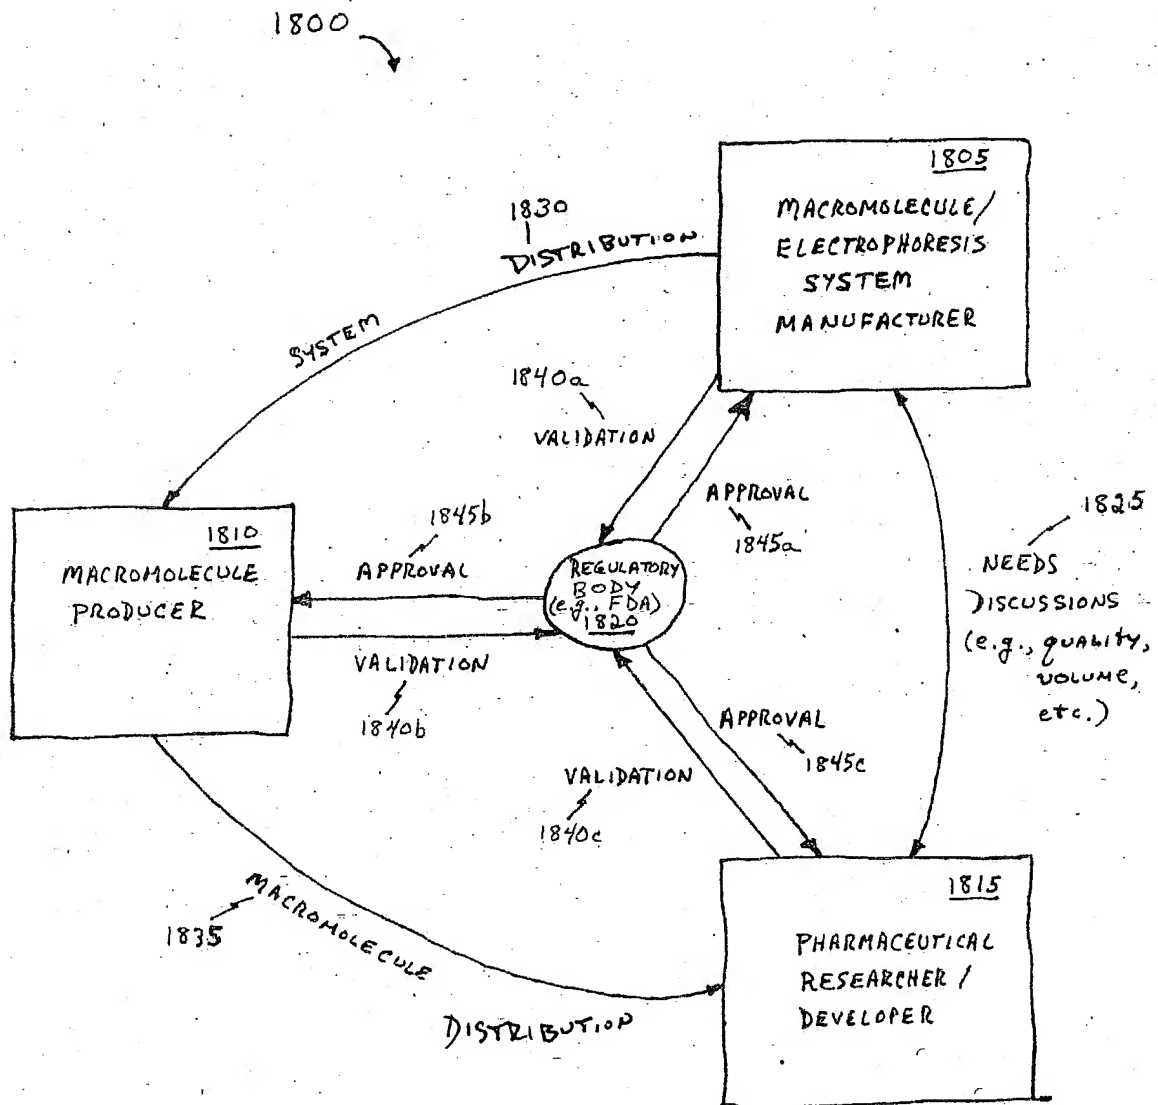 1800
1805
MACROMOLECULE/
ELECTROPHORESIS
SYSTEM
MANUFACTURER
1830
SYSTEM DISTRIBUTION
1840a
VALIDATION
APPROVAL
1845a
1825
NEEDS
DISCUSSIONS
(e.g., QUALITY,
VOLUME,
etc.)
1810
MACROMOLECULE
PRODUCER
1845b
APPROVAL
VALIDATION
1840b
REGULATORY
BODY
(e.g., FDA)
1820
APPROVAL
1845c
VALIDATION
1840c
1835
MACROMOLECULE
DISTRIBUTION
1815
PHARMACEUTICAL
RESEARCHER/
DEVELOPER